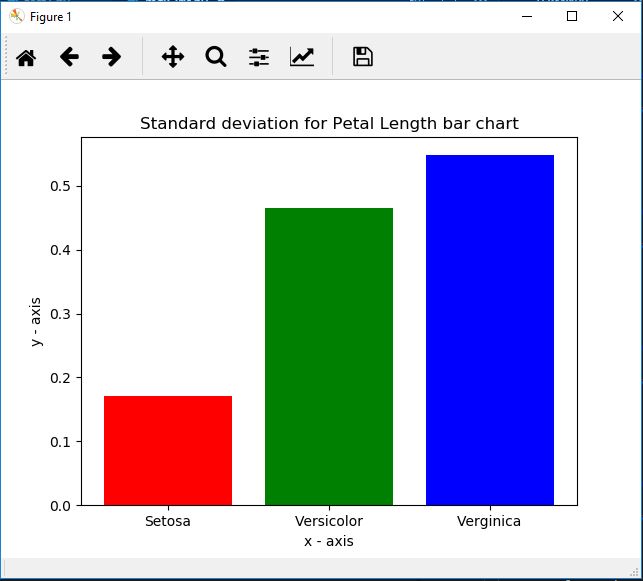 Figure 1
Standard deviation for Petal Length bar chart
0.5
0.4
0.3
0.2
0.1
0.0
y - axis
Setosa Versicolor Verginica
x - axis